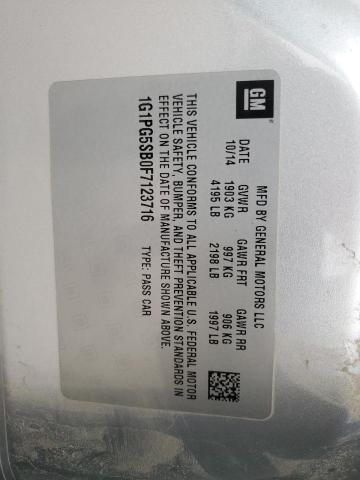 GM
MFD BY GENERAL MOTORS LLC
DATE GVWR GAWR FRT GAWR RR
10/14 1903 KG 997 KG 906 KG
4195 LB 2198 LB 1997 LB
THIS VEHICLE CONFORMS TO ALL APPLICABLE U.S. FEDERAL MOTOR
VEHICLE SAFETY, BUMPER, AND THEFT PREVENTION STANDARDS IN
EFFECT ON THE DATE OF MANUFACTURE SHOWN ABOVE.
1G1PG5SB0F7123716 TYPE: PASS CAR